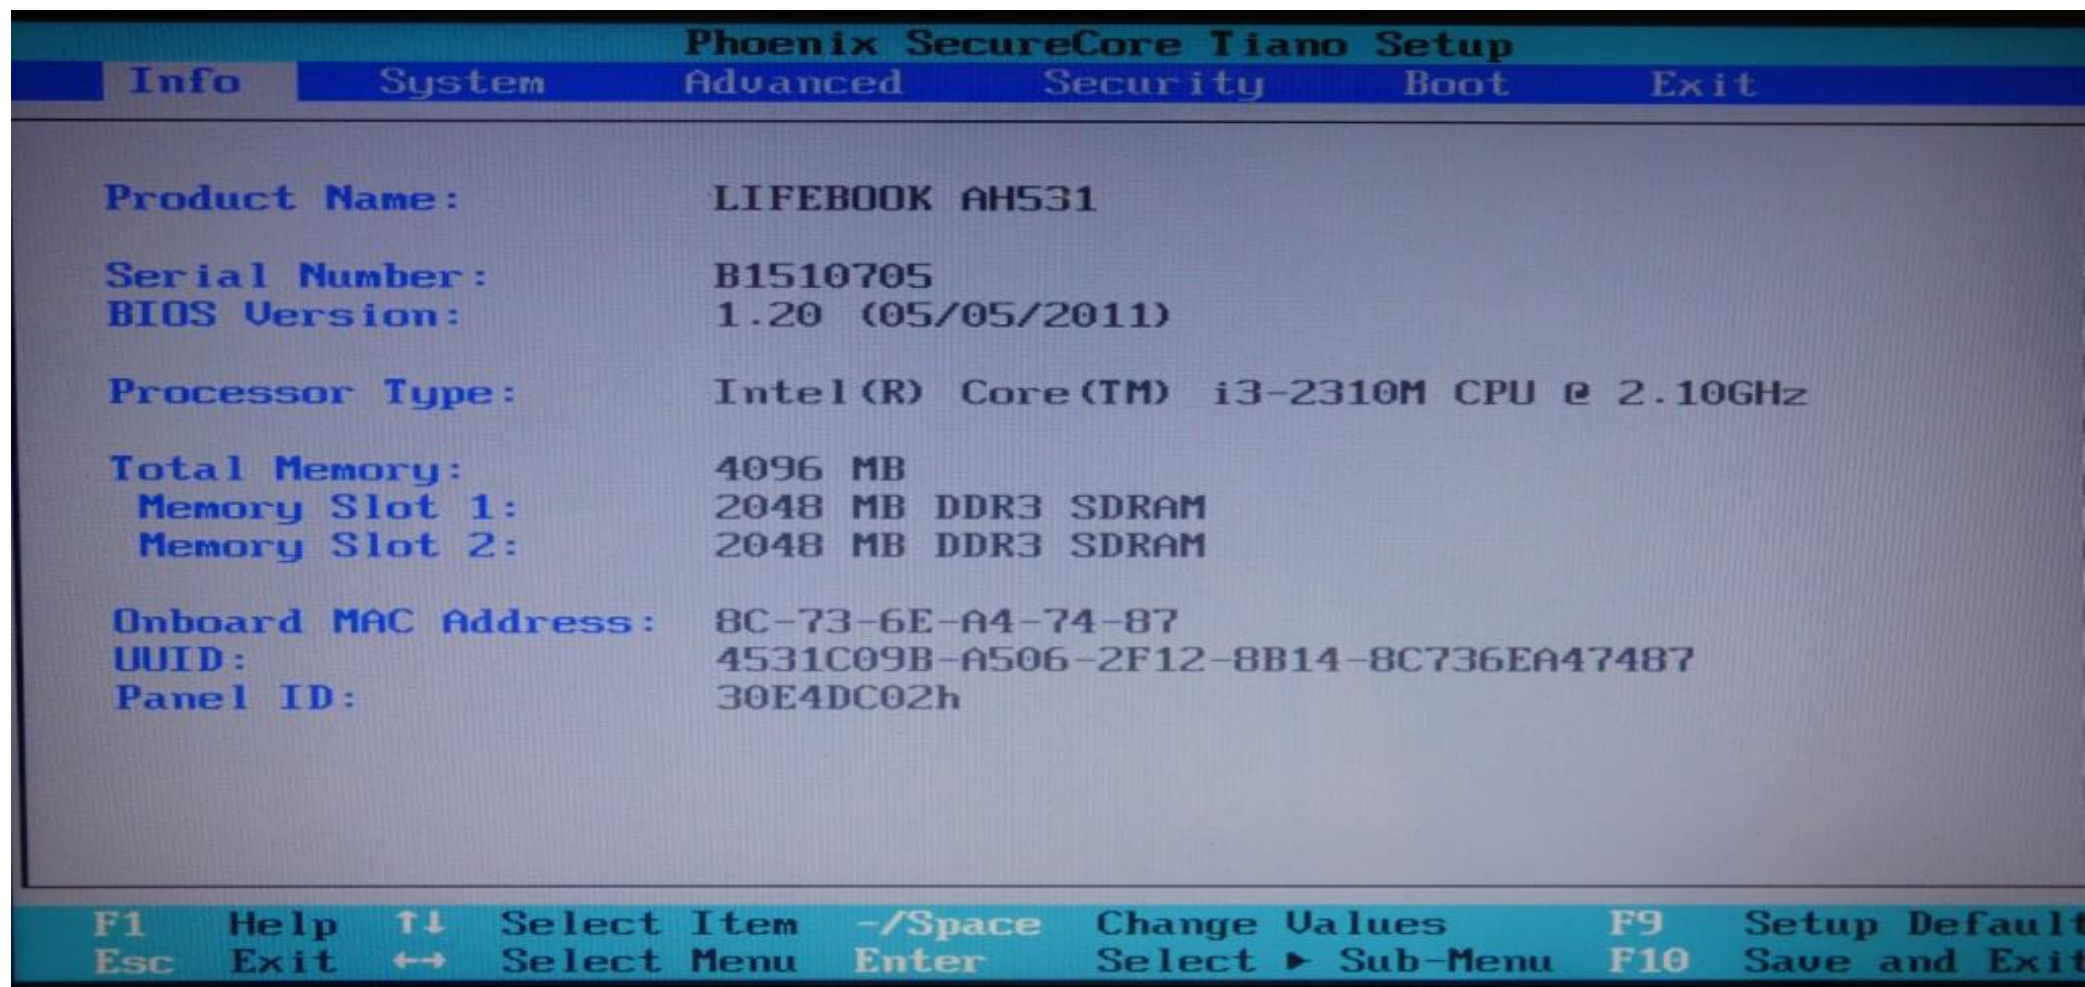 Phoenix SecureCore Tiano Setup
Info System Advanced Security Boot Exit
Product Name: LIFEBOOK AH531
Serial Number: B1510705
BIOS Version: 1.20 (05/05/2011)
Processor Type: Intel(R) Core(TM) i3-2310M CPU @ 2.10GHz
Total Memory: 4096 MB
Memory Slot 1: 2048 MB DDR3 SDRAM
Memory Slot 2: 2048 MB DDR3 SDRAM
Onboard MAC Address: 8C-73-6E-A4-74-87
UUID: 4531C09B-A506-2F12-8B14-8C736EA47487
Panel ID: 30E4DC02h
F1 Help ↑↓ Select Item -/Space Change Values F9 Setup Default
Esc Exit ↔ Select Menu Enter Select ▶ Sub-Menu F10 Save and Exit